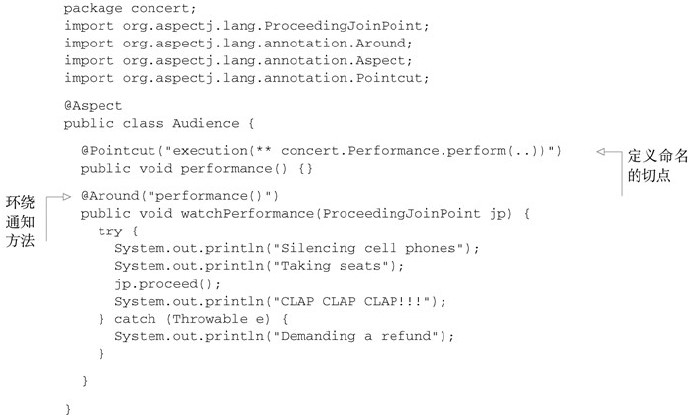 package concert;
import org.aspectj.lang.ProceedingJoinPoint;
import org.aspectj.lang.annotation.Around;
import org.aspectj.lang.annotation.Aspect;
import org.aspectj.lang.annotation.Pointcut;
@Aspect
public class Audience {
@Pointcut("execution(** concert.Performance.perform(..))")
public void performance() {}
定义命名
的切点
环绕
通知
方法
@Around("performance()")
public void watchPerformance(ProceedingJoinPoint jp) {
try {
System.out.println("Silencing cell phones");
System.out.println("Taking seats");
jp.proceed();
System.out.println("CLAP CLAP CLAP!!!");
} catch (Throwable e) {
System.out.println("Demanding a refund");
}
}
}